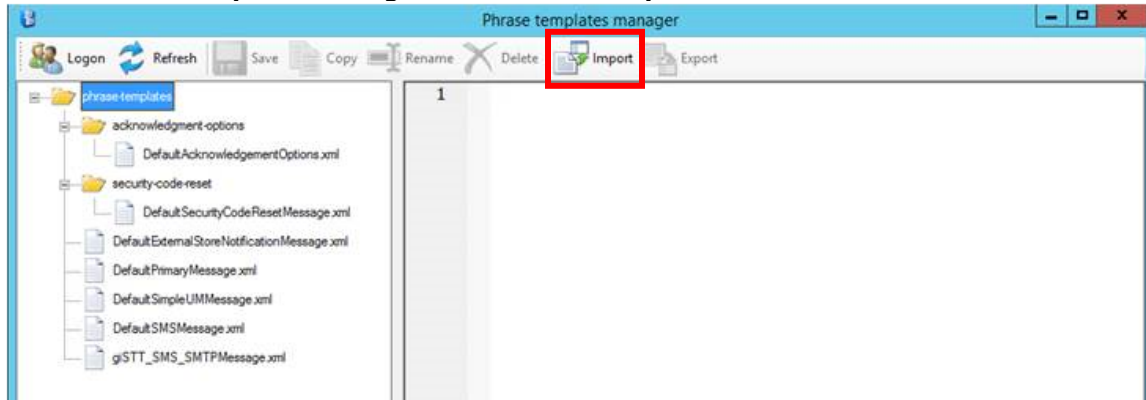 Phrase templates manager
Logon Refresh Save Copy Rename Delete Import Export
phrase-templates
1
acknowledgment-options
DefaultAcknowledgementOptions.xml
security-code-reset
DefaultSecurityCodeResetMessage.xml
DefaultExternalStoreNotificationMessage.xml
DefaultPrimaryMessage.xml
DefaultSimpleUMMessage.xml
DefaultSMSMessage.xml
giSTT_SMS_SMTPMessage.xml